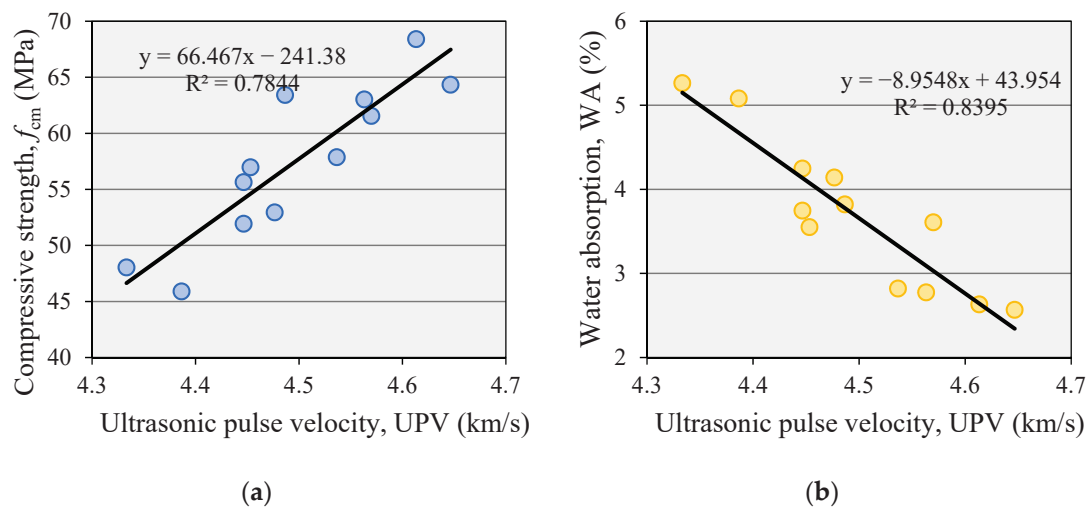 70
60
50
40
4.3
4.4
4.5
4.6
4.7
Compressive strength, fcm (MPa)
y = 66.467x − 241.38
R² = 0.7844
Ultrasonic pulse velocity, UPV (km/s)
(a)
6
5
4
3
2
4.3
4.4
4.5
4.6
4.7
Water absorption, WA (%)
y = −8.9548x + 43.954
R² = 0.8395
Ultrasonic pulse velocity, UPV (km/s)
(b)